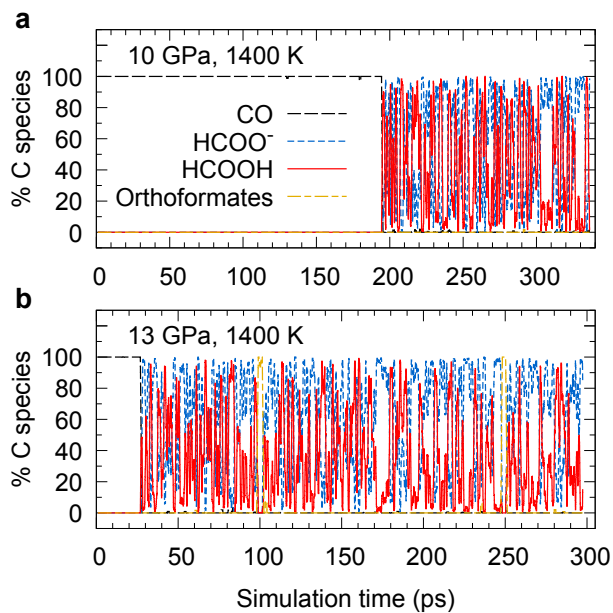 a
10 GPa, 1400 K
100
80
60
40
20
0
% C species
CO
HCOO⁻
HCOOH
Orthoformates
0 50 100 150 200 250 300
b
13 GPa, 1400 K
100
80
60
40
20
0
% C species
0 50 100 150 200 250 300
Simulation time (ps)